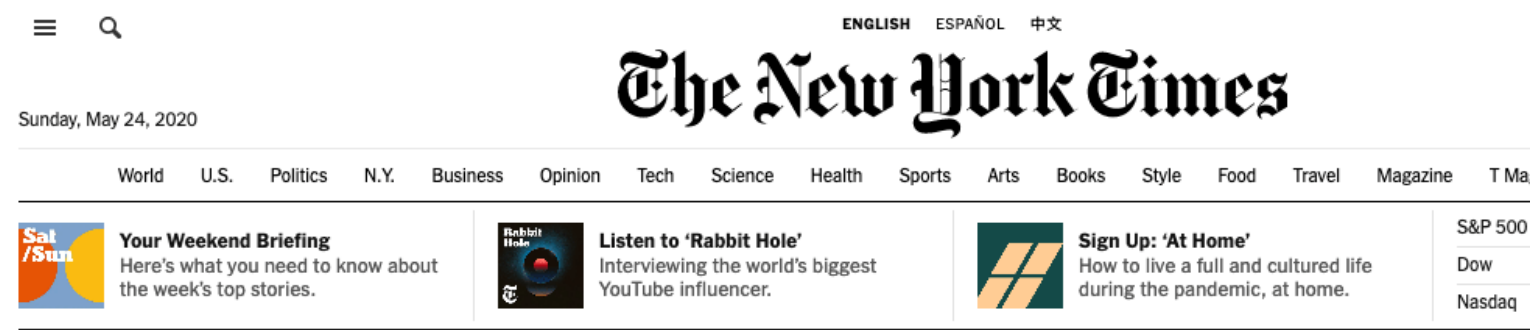 ENGLISH ESPAÑOL 中文
The New York Times
Sunday, May 24, 2020
World U.S. Politics N.Y. Business Opinion Tech Science Health Sports Arts Books Style Food Travel Magazine T Ma
Sat
/Sun
Your Weekend Briefing
Here's what you need to know about
the week's top stories.
Rabbit
Hole
T
Listen to ‘Rabbit Hole’
Interviewing the world's biggest
YouTube influencer.
Sign Up: ‘At Home’
How to live a full and cultured life
during the pandemic, at home.
S&P 500
Dow
Nasdaq